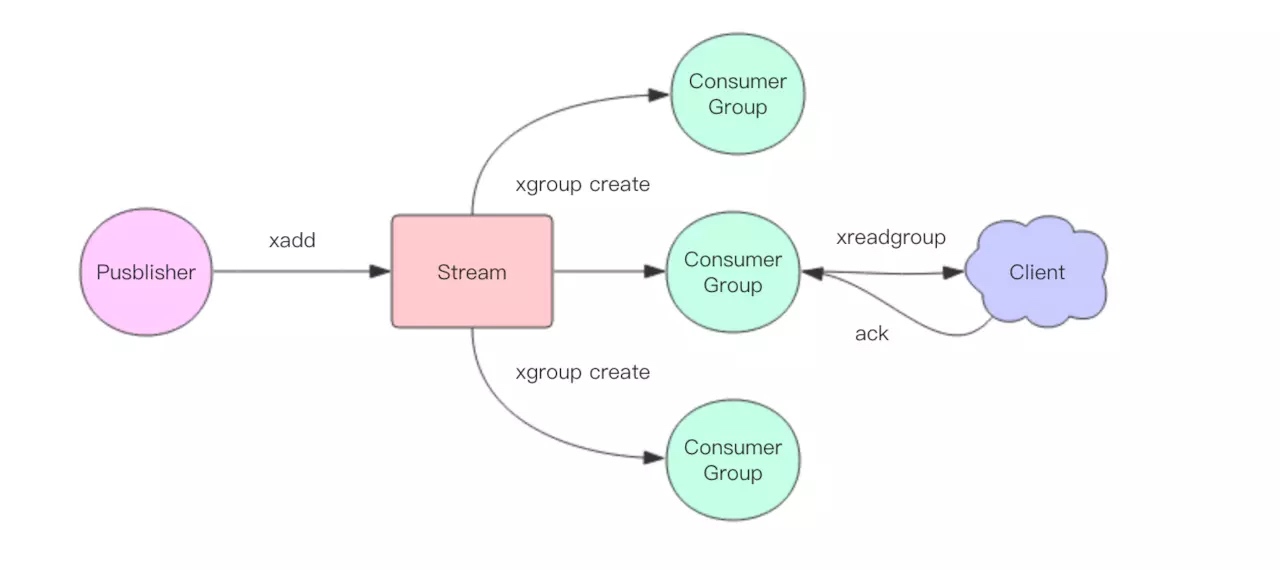 Consumer
Group
xgroup create
xadd
xreadgroup
Pusblisher
Stream
Consumer
Group
Client
ack
xgroup create
Consumer
Group